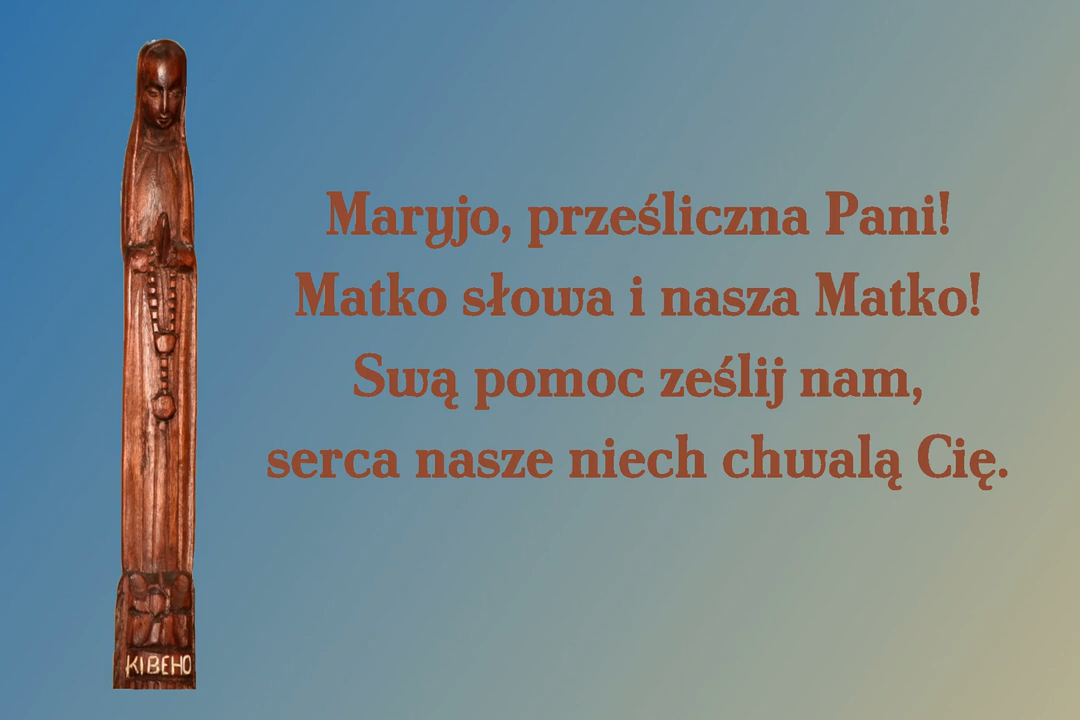 Maryjo, prześliczna Pani!
Matko słowa i nasza Matko!
Swą pomoc ześlij nam,
serca nasze niech chwalą Cię.
KIBEHO